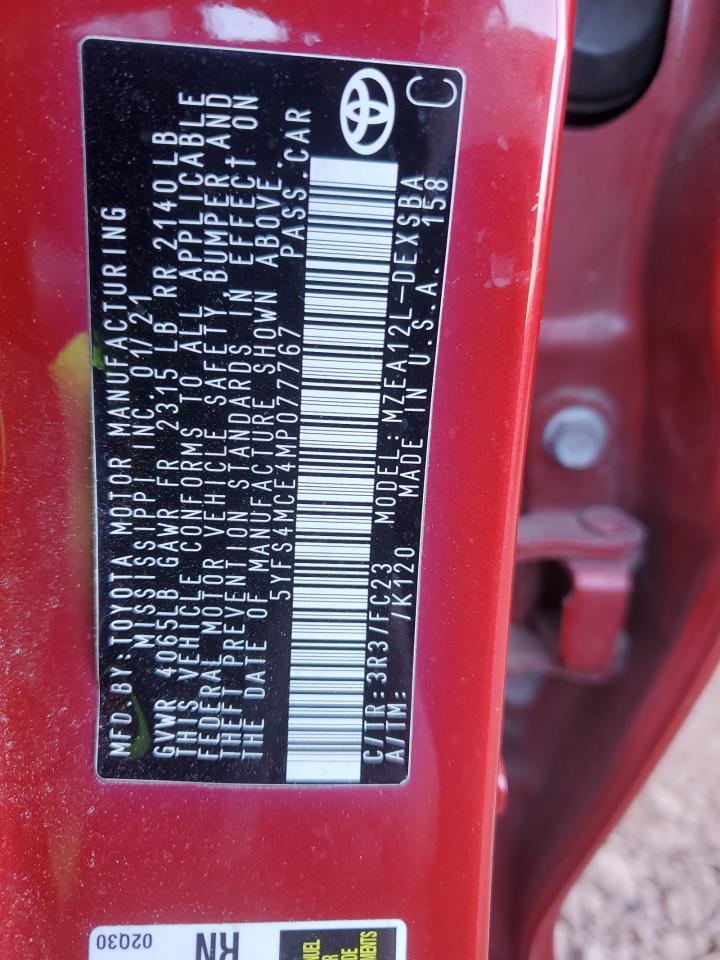 MFD. BY: TOYOTA MOTOR MANUFACTURING
MISSISSIPPI INC. 01/21
GVWR 4065LB GAWR FR 2315 LB RR 2140 LB
THIS VEHICLE CONFORMS TO ALL APPLICABLE
FEDERAL MOTOR VEHICLE SAFETY, BUMPER AND
THEFT PREVENTION STANDARDS IN EFFECT ON
THE DATE OF MANUFACTURE SHOWN ABOVE.
5YFS4MCE4MP077767 PASS.CAR
C/TR:3R3/FC23 MODEL:MZEA12L-DEXSBA
A/TM: /K120 MADE IN U.S.A. 158
C
02Q30
RN